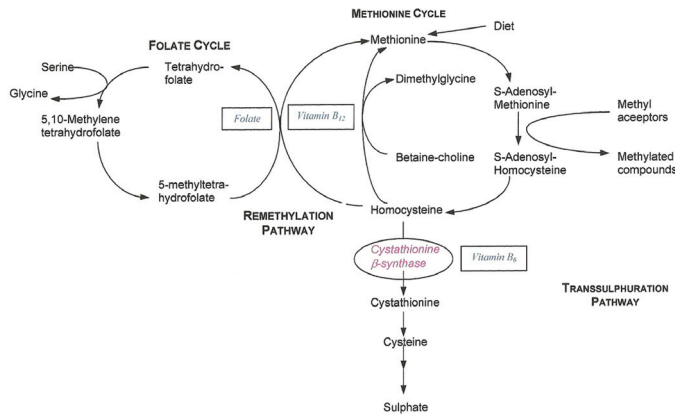 METHIONINE CYCLE
Diet
Methionine
FOLATE CYCLE
Serine
Tetrahydro-
folate
Dimethylglycine
Glycine
S-Adenosyl-
Methionine
Methyl
aceptors
5,10-Methylene
tetrahydrofolate
Folate
Vitamin B12
Betaine-choline
S-Adenosyl-
Homocysteine
Methylated
compounds
5-methyltetra-
hydrofolate
REMETHYLATION
PATHWAY
Homocysteine
Cystathionine
β-synthase
Vitamin B6
TRANSSULPHURATION
PATHWAY
Cystathionine
Cysteine
Sulphate